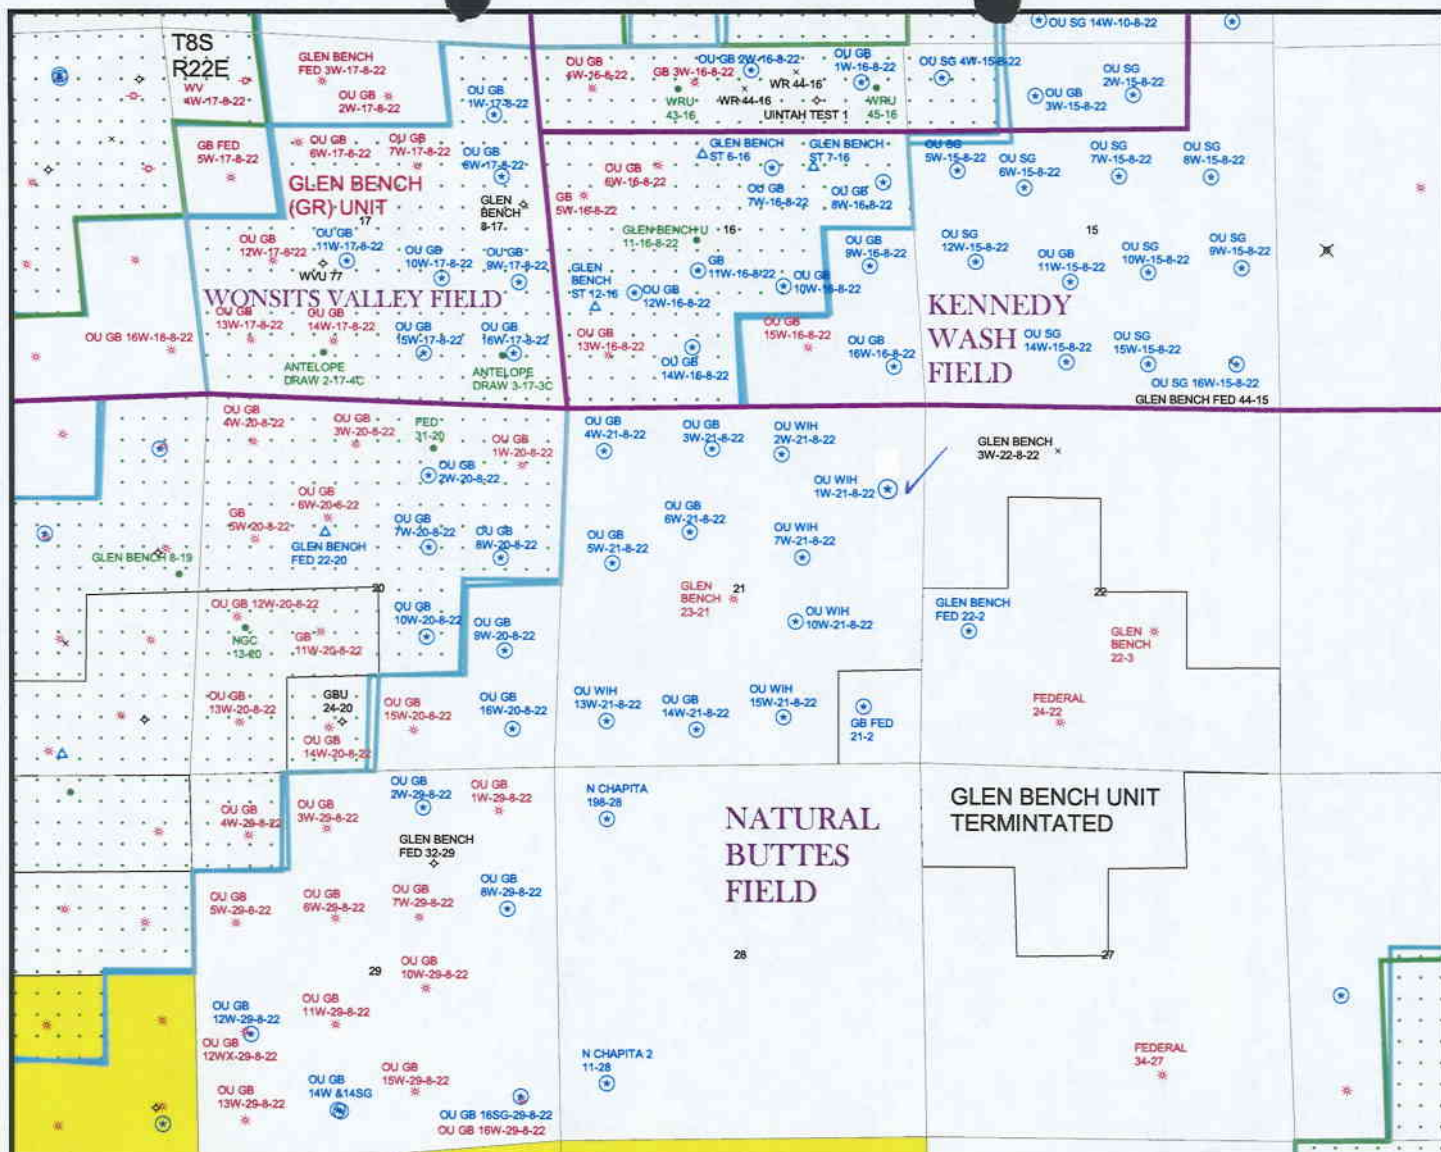 OU SG 14W-10-8-22
T8S
R22E
WV
4W-17-8-22
GLEN BENCH
FED 3W-17-8-22
OU GB
2W-17-8-22
OU GB
1W-17-8-22
OU GB
4W-16-8-22
GB 3W-16-8-22
OU GB 2W-16-8-22
WR 44-16
WR 44-16
OU GB
1W-16-8-22
WRU
43-16
UINTAH TEST 1
WRU
45-16
OU SG 4W-15-8-22
OU GB
3W-15-8-22
OU SG
2W-15-8-22
GB FED
5W-17-8-22
OU GB
6W-17-8-22
OU GB
7W-17-8-22
OU GB
8W-17-8-22
GLEN BENCH
(GR) UNIT
17
GLEN
BENCH
8-17
OU GB
6W-16-8-22
GB
5W-16-8-22
GLEN BENCH
ST 6-16
GLEN BENCH
ST 7-16
OU GB
7W-16-8-22
OU GB
8W-16-8-22
OU SG
5W-15-8-22
OU SG
6W-15-8-22
OU SG
7W-15-8-22
OU SG
8W-15-8-22
OU GB
12W-17-8-22
OU GB
11W-17-8-22
WVU 77
OU GB
10W-17-8-22
OU GB
9W-17-8-22
GLEN BENCH U
11-16-8-22
16
GLEN
BENCH
ST 12-16
GB
11W-16-8-22
OU GB
12W-16-8-22
OU GB
10W-16-8-22
OU GB
9W-16-8-22
OU SG
12W-15-8-22
15
OU GB
11W-15-8-22
OU SG
10W-15-8-22
OU SG
9W-15-8-22
WONSITS VALLEY FIELD
KENNEDY
WASH
FIELD
OU GB 16W-18-8-22
OU GB
13W-17-8-22
OU GB
14W-17-8-22
OU GB
15W-17-8-22
OU GB
16W-17-8-22
ANTELOPE
DRAW 2-17-4C
ANTELOPE
DRAW 3-17-3C
OU GB
13W-16-8-22
OU GB
14W-16-8-22
OU GB
15W-16-8-22
OU GB
16W-16-8-22
OU SG
14W-15-8-22
OU SG
15W-15-8-22
OU SG 16W-15-8-22
GLEN BENCH FED 44-15
OU GB
4W-20-8-22
OU GB
3W-20-8-22
FED
31-20
OU GB
1W-20-8-22
OU GB
2W-20-8-22
OU GB
4W-21-8-22
OU GB
3W-21-8-22
OU WIH
2W-21-8-22
OU WIH
1W-21-8-22
GLEN BENCH
3W-22-8-22
GLEN BENCH 8-19
GB
5W-20-8-22
OU GB
6W-20-8-22
GLEN BENCH
FED 22-20
OU GB
7W-20-8-22
OU GB
8W-20-8-22
OU GB
5W-21-8-22
OU GB
6W-21-8-22
OU WIH
7W-21-8-22
OU GB 12W-20-8-22
NGC
13-20
GB
11W-20-8-22
20
OU GB
10W-20-8-22
OU GB
9W-20-8-22
GLEN
BENCH
23-21
21
OU WIH
10W-21-8-22
GLEN BENCH
FED 22-2
22
GLEN
BENCH
22-3
OU GB
13W-20-8-22
GBU
24-20
OU GB
14W-20-8-22
OU GB
15W-20-8-22
OU GB
16W-20-8-22
OU WIH
13W-21-8-22
OU GB
14W-21-8-22
OU WIH
15W-21-8-22
GB FED
21-2
FEDERAL
24-22
OU GB
4W-29-8-22
OU GB
3W-29-8-22
OU GB
2W-29-8-22
OU GB
1W-29-8-22
N CHAPITA
198-28
NATURAL
BUTTES
FIELD
GLEN BENCH UNIT
TERMINTATED
GLEN BENCH
FED 32-29
OU GB
5W-29-8-22
OU GB
6W-29-8-22
OU GB
7W-29-8-22
OU GB
8W-29-8-22
29
OU GB
10W-29-8-22
28
27
OU GB
12W-29-8-22
OU GB
12WX-29-8-22
OU GB
11W-29-8-22
OU GB
13W-29-8-22
OU GB
14W &14SG
OU GB
15W-29-8-22
OU GB 16SG-29-8-22
OU GB 16W-29-8-22
N CHAPITA 2
11-28
FEDERAL
34-27